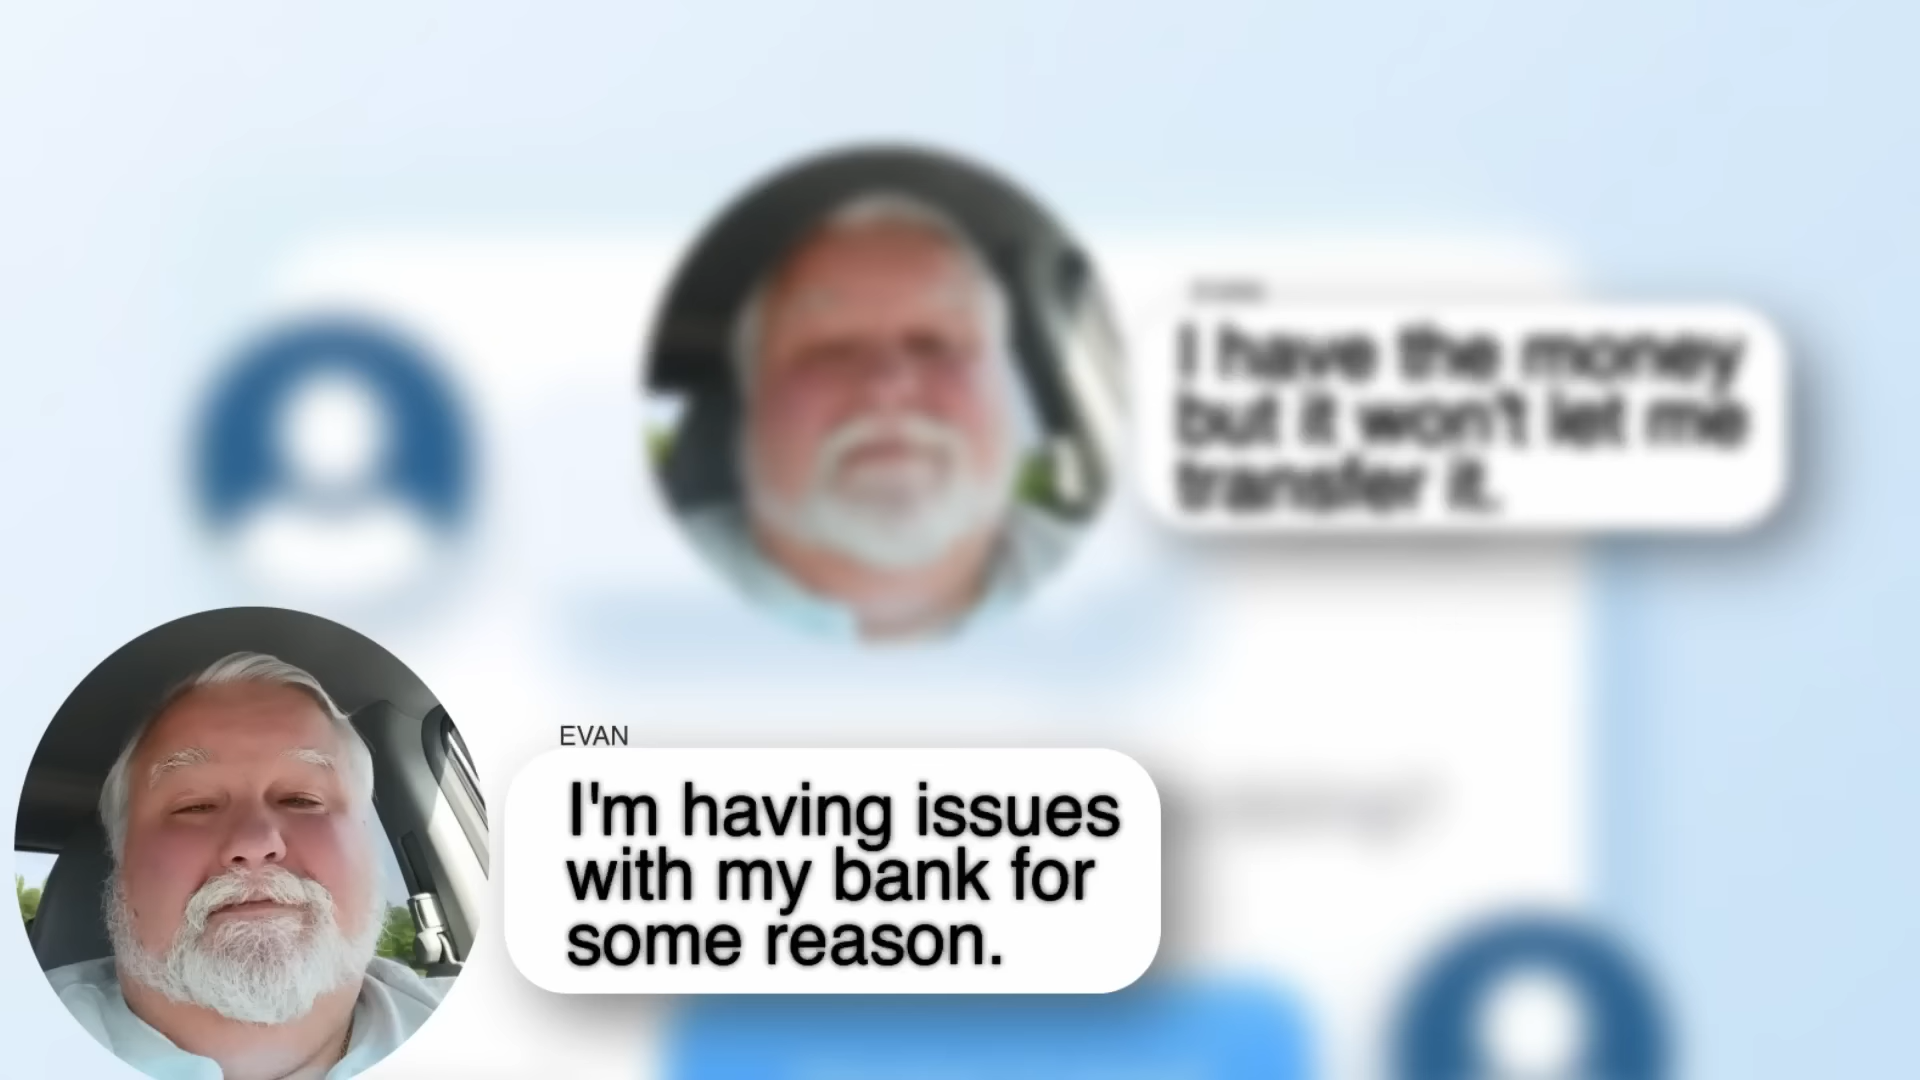 I have the money
but it won't let me
transfer it.
EVAN
I'm having issues
with my bank for
some reason.